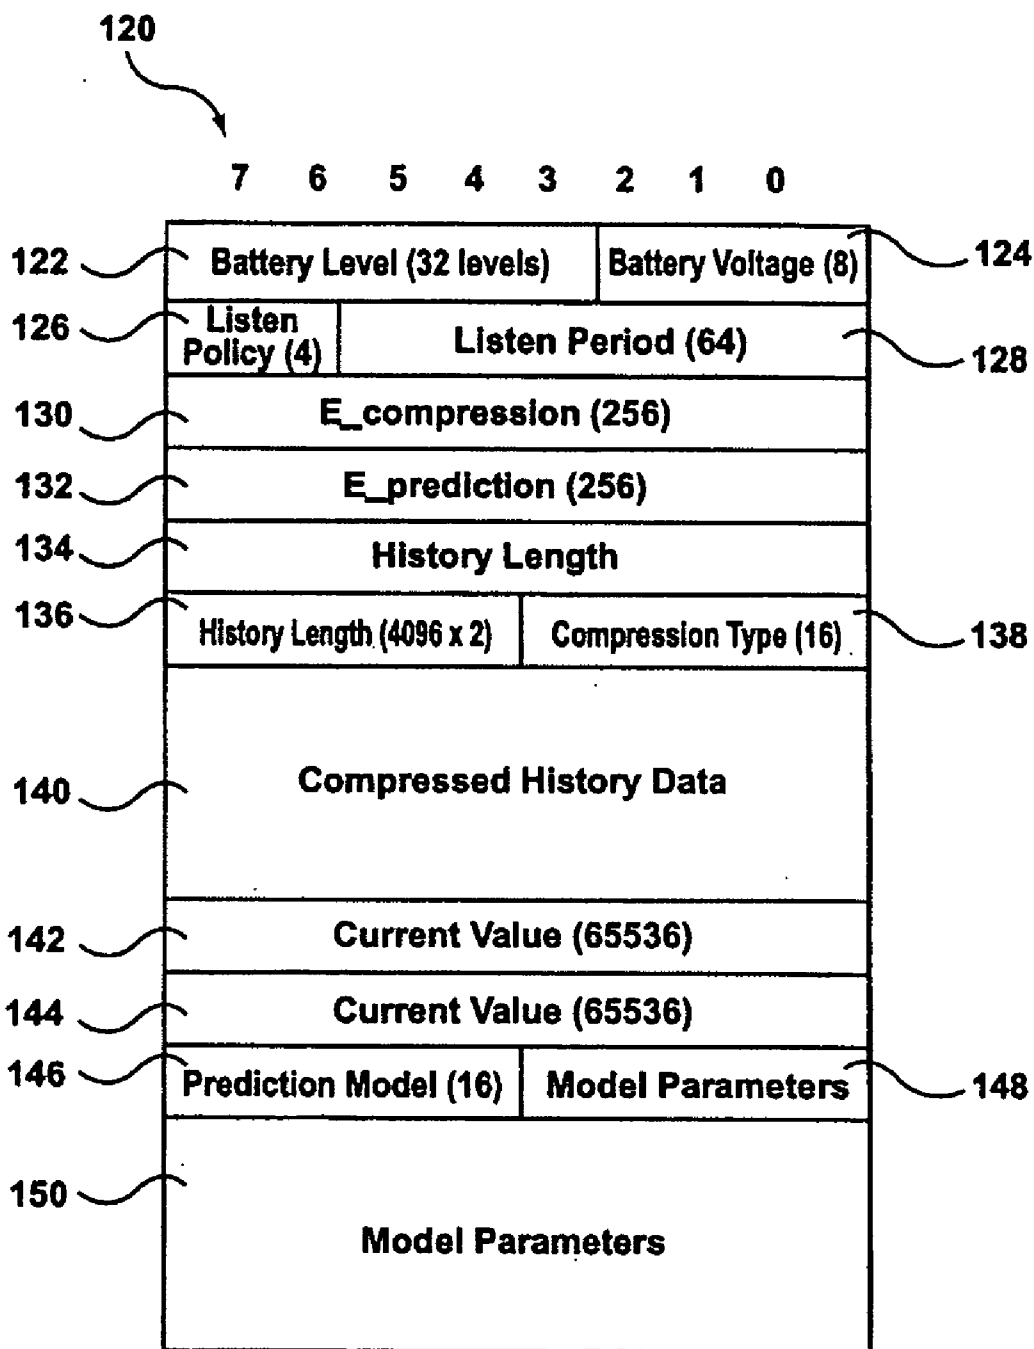 120
7 6 5 4 3 2 1 0
122 Battery Level (32 levels) Battery Voltage (8) 124
126 Listen Policy (4) Listen Period (64) 128
130 E_compression (256)
132 E_prediction (256)
134 History Length
136 History Length (4096 x 2) Compression Type (16) 138
140 Compressed History Data
142 Current Value (65536)
144 Current Value (65536)
146 Prediction Model (16) Model Parameters 148
150 Model Parameters